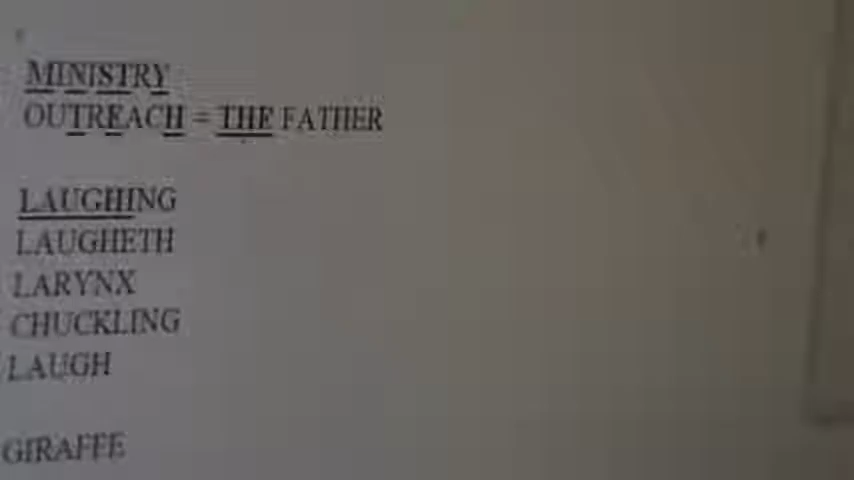 MINISTRY
OUTREACH = THE FATHER
LAUGHING
LAUGHETH
LARYNX
CHUCKLING
LAUGH
GIRAFFE